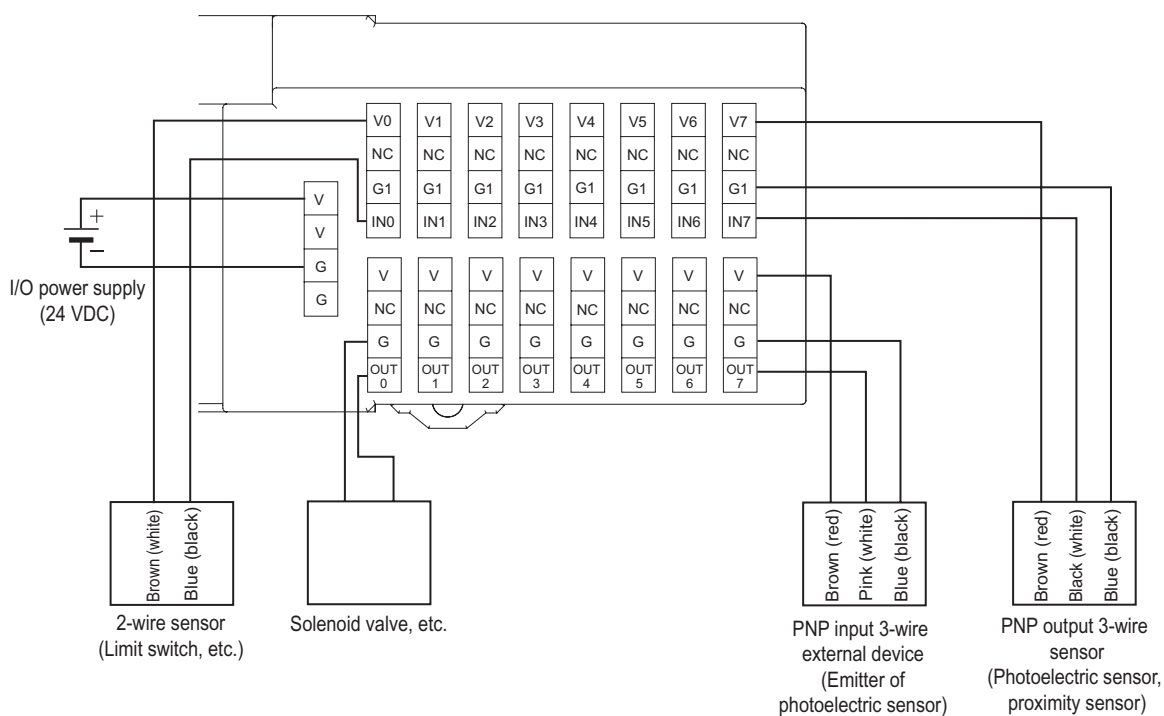 V0 V1 V2 V3 V4 V5 V6 V7
NC NC NC NC NC NC NC NC
G1 G1 G1 G1 G1 G1 G1 G1
IN0 IN1 IN2 IN3 IN4 IN5 IN6 IN7
V
V
G
G
+
−
I/O power supply
(24 VDC)
V V V V V V V V
NC NC NC NC NC NC NC NC
G G G G G G G G
OUT OUT OUT OUT OUT OUT OUT OUT
0 1 2 3 4 5 6 7
Brown (white)
Blue (black)
2-wire sensor
(Limit switch, etc.)
Solenoid valve, etc.
Brown (red)
Pink (white)
Blue (black)
PNP input 3-wire
external device
(Emitter of
photoelectric sensor)
Brown (red)
Black (white)
Blue (black)
PNP output 3-wire
sensor
(Photoelectric sensor,
proximity sensor)